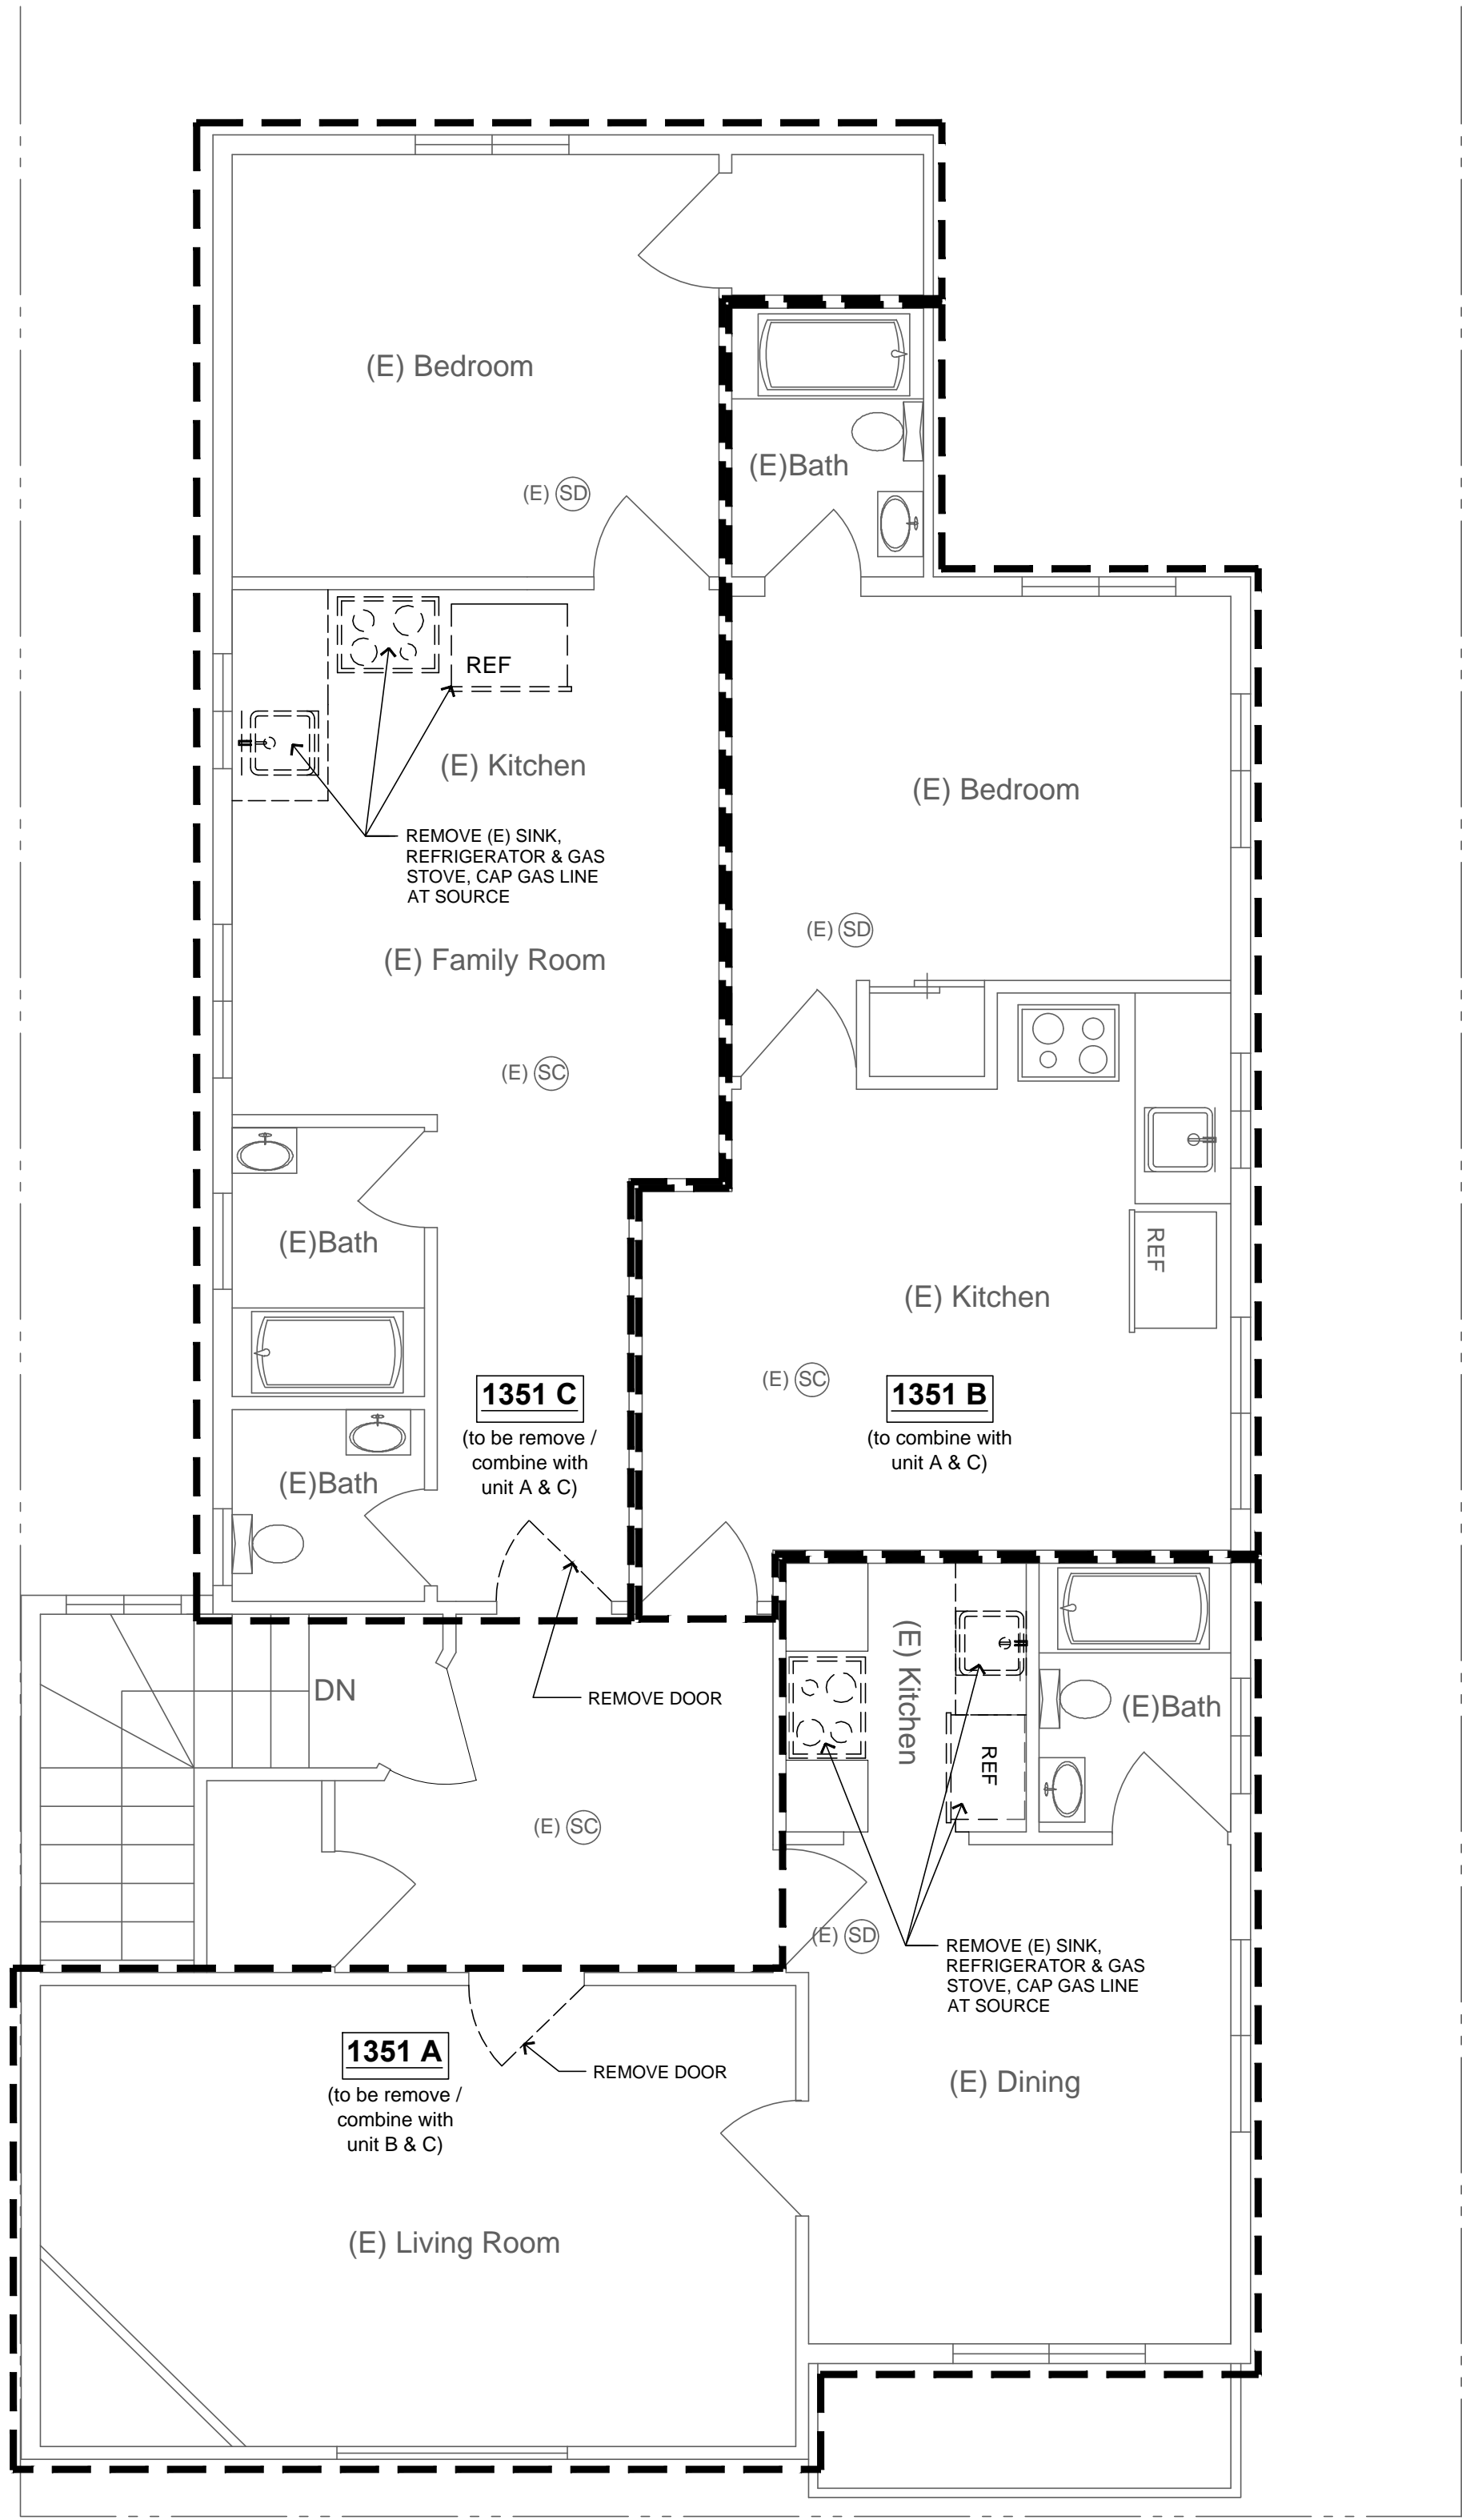 (E) Bedroom
(E)Bath
(E) SD
REF
(E) Kitchen
(E) Bedroom
REMOVE (E) SINK,
REFRIGERATOR & GAS
STOVE, CAP GAS LINE
AT SOURCE
(E) SD
(E) Family Room
(E) SC
(E)Bath
REF
(E) Kitchen
(E) SC
1351 C
(to be remove /
combine with
unit A & C)
1351 B
(to combine with
unit A & C)
(E)Bath
DN
REMOVE DOOR
(E) Kitchen
(E)Bath
REF
(E) SC
(E) SD
REMOVE (E) SINK,
REFRIGERATOR & GAS
STOVE, CAP GAS LINE
AT SOURCE
1351 A
(to be remove /
combine with
unit B & C)
REMOVE DOOR
(E) Dining
(E) Living Room